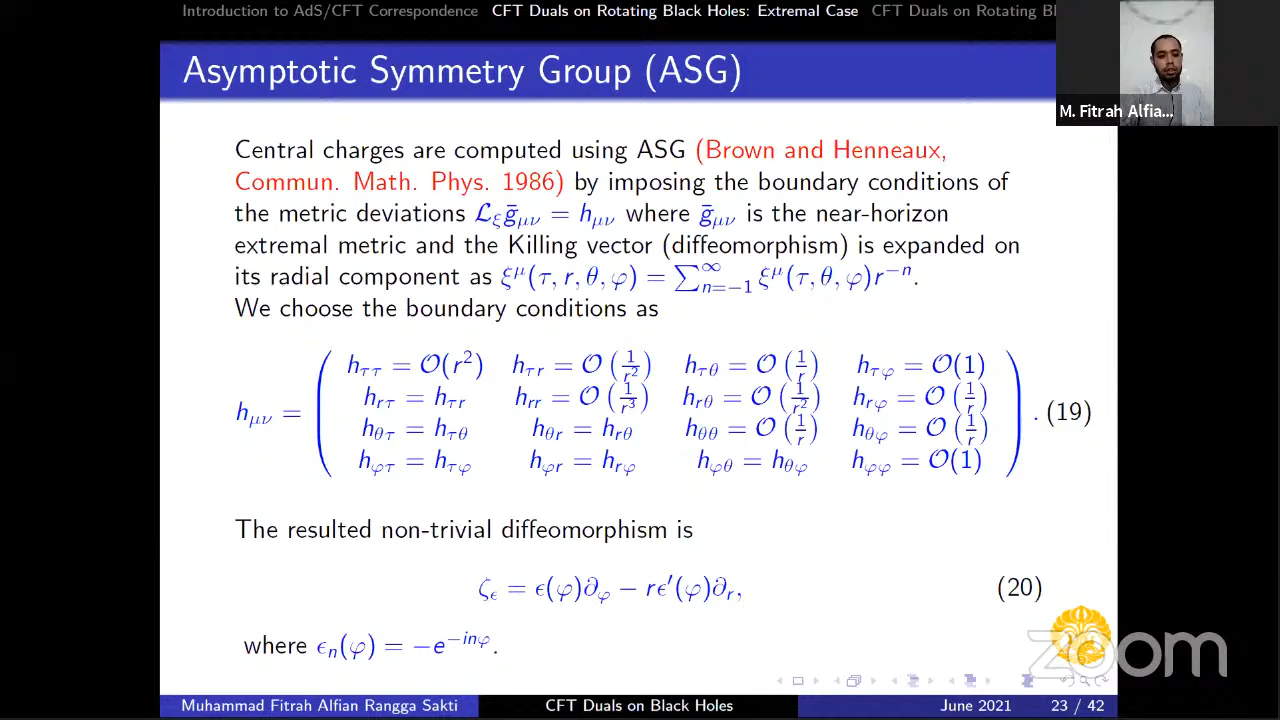 Introduction to AdS/CFT Correspondence CFT Duals on Rotating Black Holes: Extremal Case CFT Duals on Rotating Bl
Asymptotic Symmetry Group (ASG)
M. Fitrah Alfia...
Central charges are computed using ASG (Brown and Henneaux,
Commun. Math. Phys. 1986) by imposing the boundary conditions of
the metric deviations ℒ_ξ ḡ_μν = h_μν where ḡ_μν is the near-horizon
extremal metric and the Killing vector (diffeomorphism) is expanded on
its radial component as ξ^μ(τ, r, θ, φ) = ∑_{n=−1}^{∞} ξ^μ(τ, θ, φ)r^{−n}.
We choose the boundary conditions as
h_μν = ( h_ττ = 𝒪(r²) h_τr = 𝒪(1/r²) h_τθ = 𝒪(1/r) h_τφ = 𝒪(1)
h_rτ = h_τr h_rr = 𝒪(1/r³) h_rθ = 𝒪(1/r²) h_rφ = 𝒪(1/r)
h_θτ = h_τθ h_θr = h_rθ h_θθ = 𝒪(1/r) h_θφ = 𝒪(1/r)
h_φτ = h_τφ h_φr = h_rφ h_φθ = h_θφ h_φφ = 𝒪(1) ) . (19)
The resulted non-trivial diffeomorphism is
ζ_ϵ = ϵ(φ)∂_φ − rϵ′(φ)∂_r, (20)
where ϵ_n(φ) = −e^{−inφ}.
zoom
Muhammad Fitrah Alfian Rangga Sakti CFT Duals on Black Holes June 2021 23 / 42